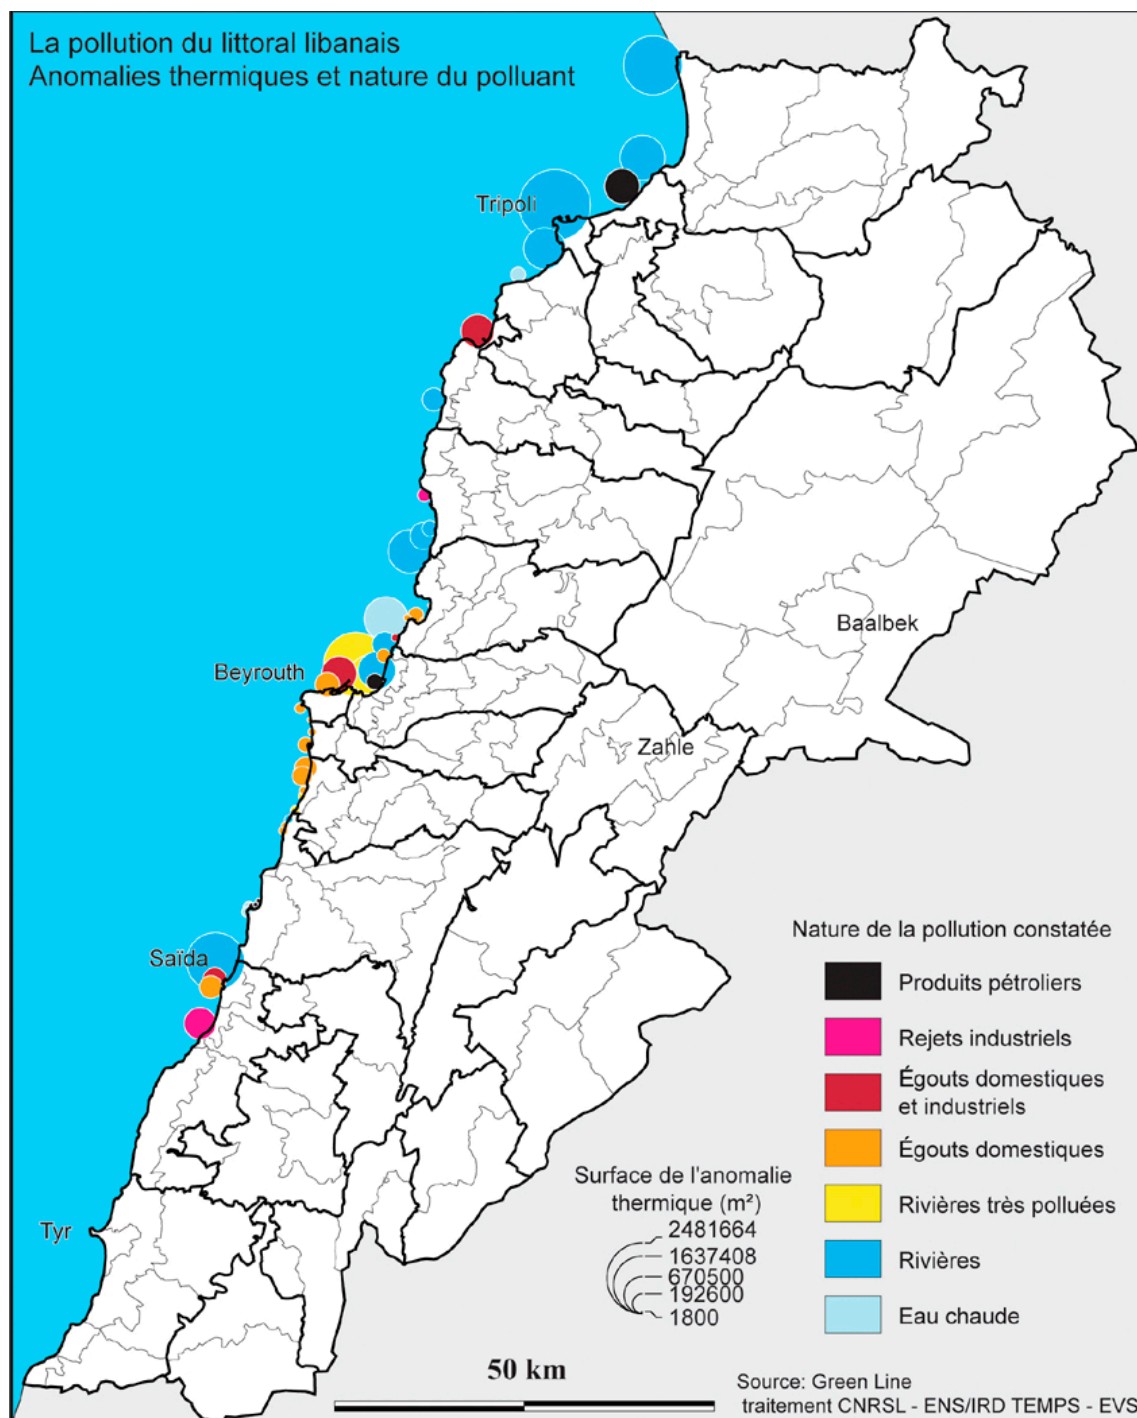 La pollution du littoral libanais
Anomalies thermiques et nature du polluant
Tripoli
Baalbek
Beyrouth
Zahle
Saïda
Tyr
Nature de la pollution constatée
Produits pétroliers
Rejets industriels
Égouts domestiques
et industriels
Égouts domestiques
Rivières très polluées
Rivières
Eau chaude
Surface de l'anomalie
thermique (m²)
2481664
1637408
670500
192600
1800
50 km
Source: Green Line
traitement CNRSL - ENS/IRD TEMPS - EVS